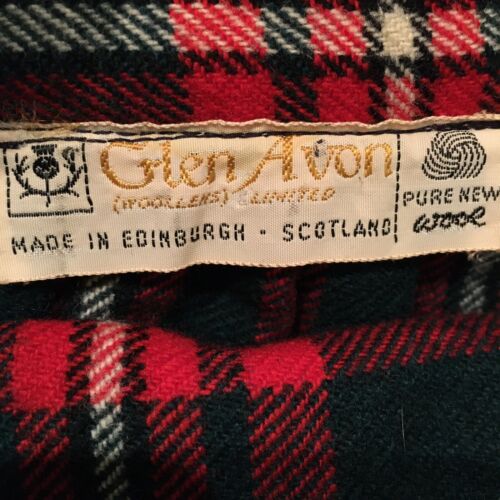 Glen Avon
(WOOLLENS) LIMITED
MADE IN EDINBURGH - SCOTLAND
PURE NEW
wool